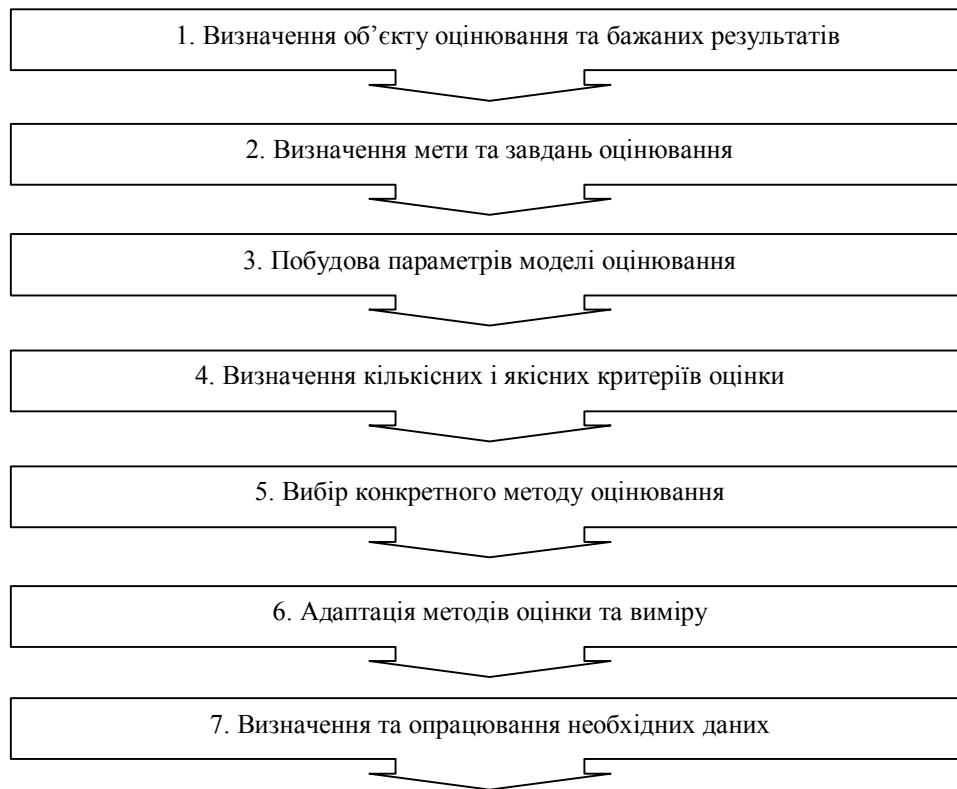 1. Визначення об’єкту оцінювання та бажаних результатів
2. Визначення мети та завдань оцінювання
3. Побудова параметрів моделі оцінювання
4. Визначення кількісних і якісних критеріїв оцінки
5. Вибір конкретного методу оцінювання
6. Адаптація методів оцінки та виміру
7. Визначення та опрацювання необхідних даних